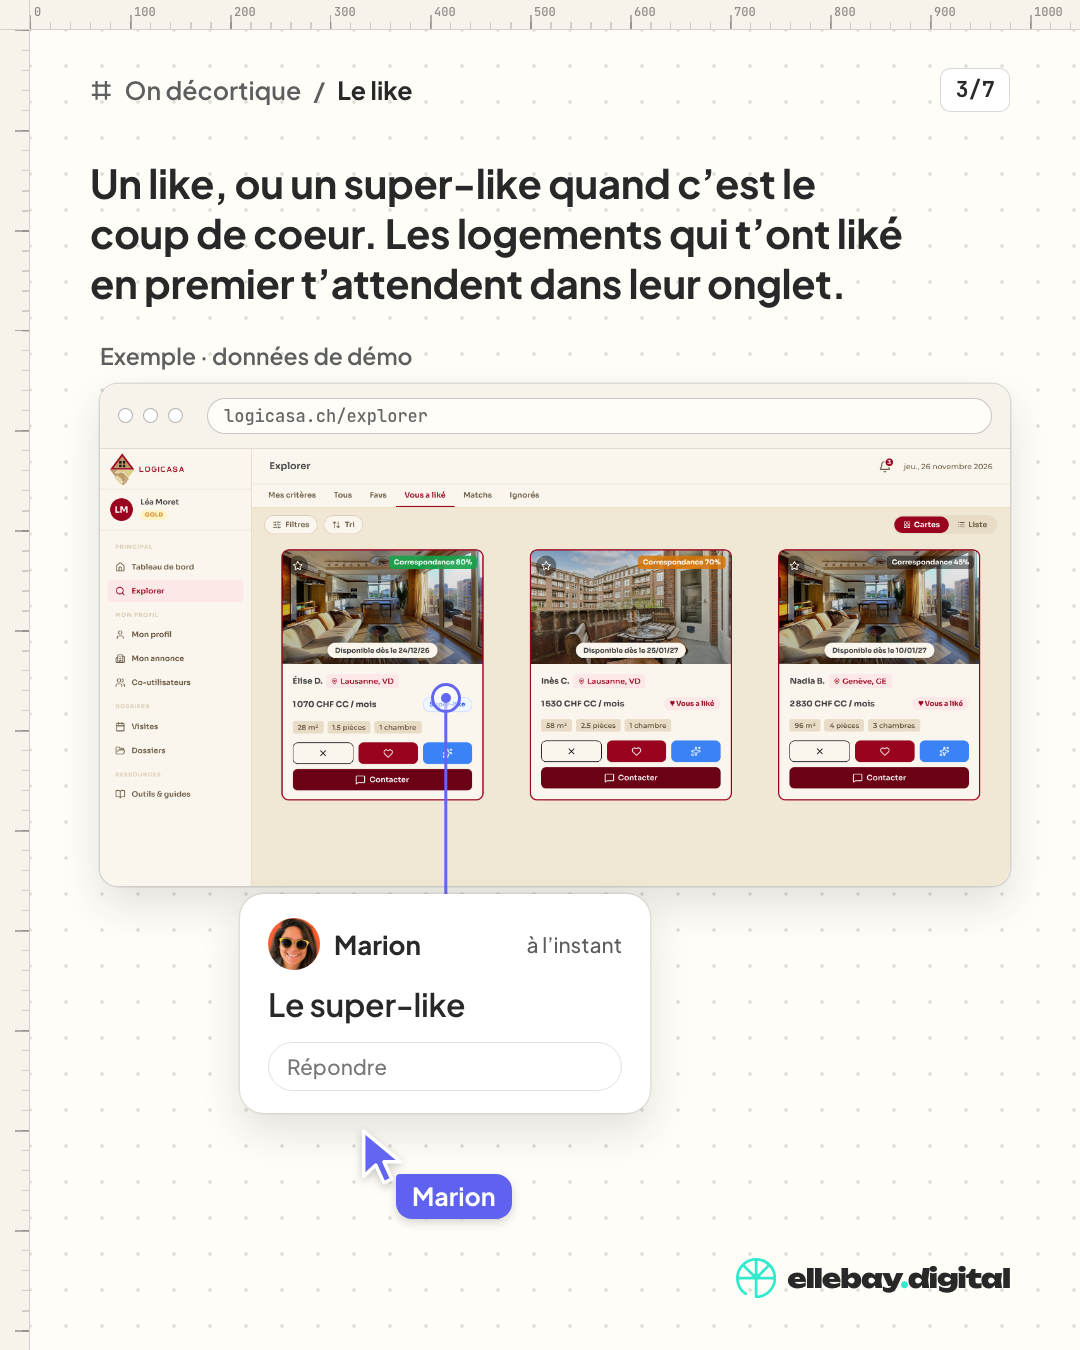 0 100 200 300 400 500 600 700 800 900 1000
On décortique / Le like
3/7
Un like, ou un super-like quand c’est le
coup de coeur. Les logements qui t’ont liké
en premier t’attendent dans leur onglet.
Exemple · données de démo
logicasa.ch/explorer
LOGICASA
Explorer
3
jeu., 26 novembre 2026
LM
Léa Moret
GOLD
Mes critères Tous Favs Vous a liké Matchs Ignorés
Filtres Tri
Cartes Liste
PRINCIPAL
Tableau de bord
Explorer
MON PROFIL
Mon profil
Mon annonce
Co-utilisateurs
DOSSIERS
Visites
Dossiers
RESSOURCES
Outils & guides
Correspondance 80%
Disponible dès le 24/12/26
Élise D. Lausanne, VD
1 070 CHF CC / mois
28 m² 1.5 pièces 1 chambre
Contacter
Correspondance 70%
Disponible dès le 25/01/27
Inès C. Lausanne, VD
1 530 CHF CC / mois ♥ Vous a liké
58 m² 2.5 pièces 1 chambre
Contacter
Correspondance 45%
Disponible dès le 10/01/27
Nadia B. Genève, GE
2 830 CHF CC / mois ♥ Vous a liké
96 m² 4 pièces 3 chambres
Contacter
Marion
à l’instant
Le super-like
Répondre
Marion
ellebay.digital